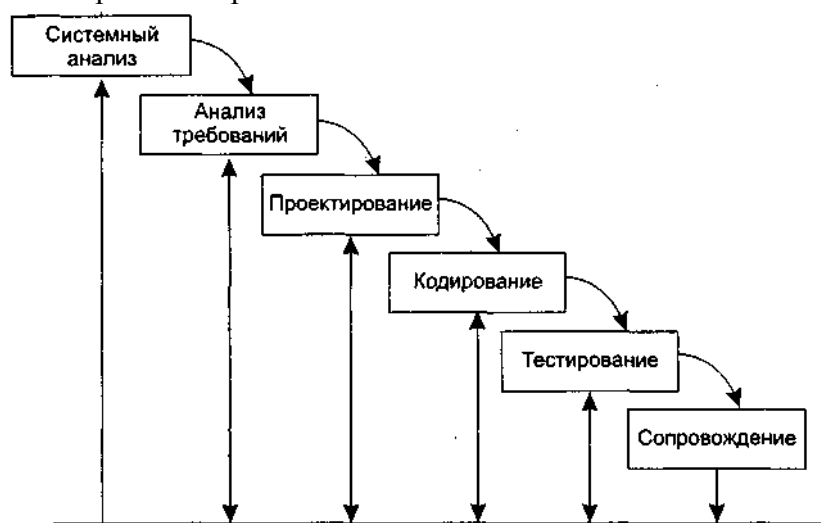 Системный
анализ
Анализ
требований
Проектирование
Кодирование
Тестирование
Сопровождение